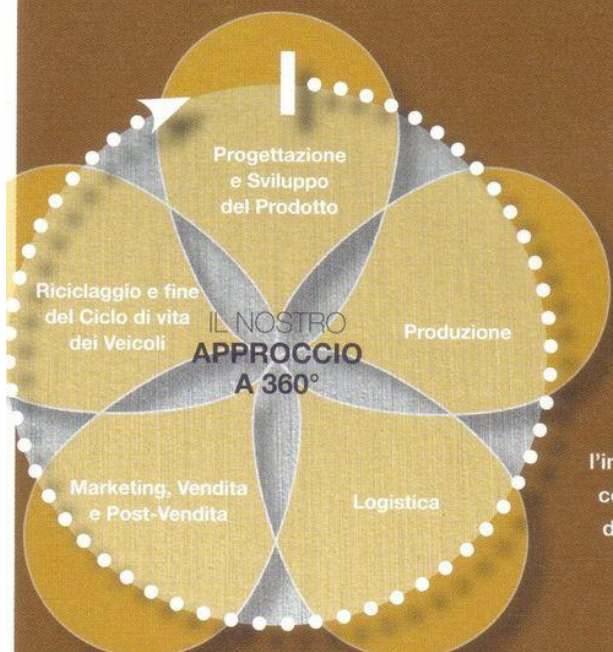 Progettazione
e Sviluppo
del Prodotto
Produzione
Logistica
Marketing, Vendita
e Post-Vendita
Riciclaggio e fine
del Ciclo di vita
dei Veicoli
IL NOSTRO
APPROCCIO
A 360°